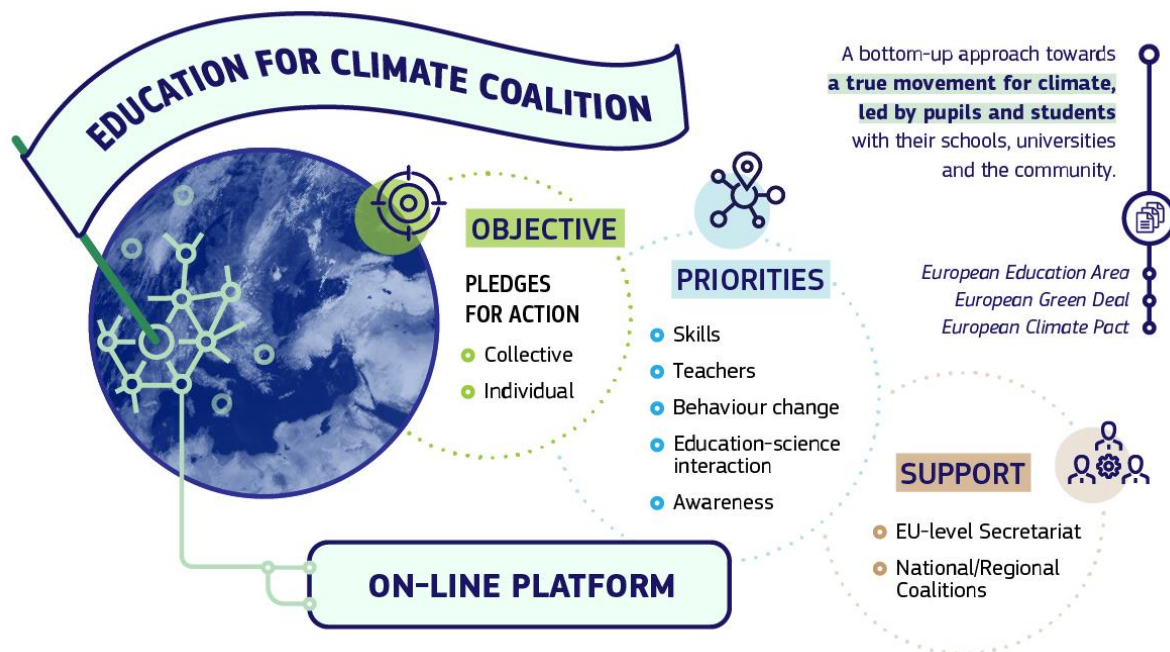 EDUCATION FOR CLIMATE COALITION
A bottom-up approach towards
a true movement for climate,
led by pupils and students
with their schools, universities
and the community.
European Education Area
European Green Deal
European Climate Pact
OBJECTIVE
PLEDGES
FOR ACTION
Collective
Individual
PRIORITIES
Skills
Teachers
Behaviour change
Education-science
interaction
Awareness
SUPPORT
EU-level Secretariat
National/Regional
Coalitions
ON-LINE PLATFORM